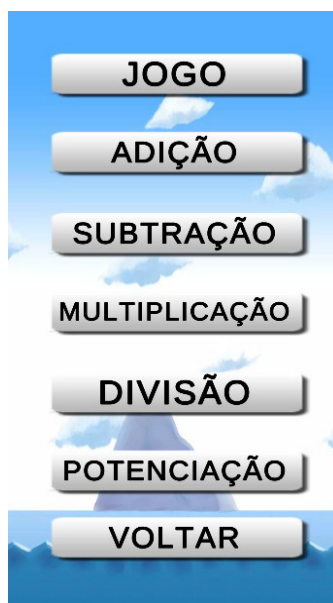 JOGO
ADIÇÃO
SUBTRAÇÃO
MULTIPLICAÇÃO
DIVISÃO
POTENCIAÇÃO
VOLTAR